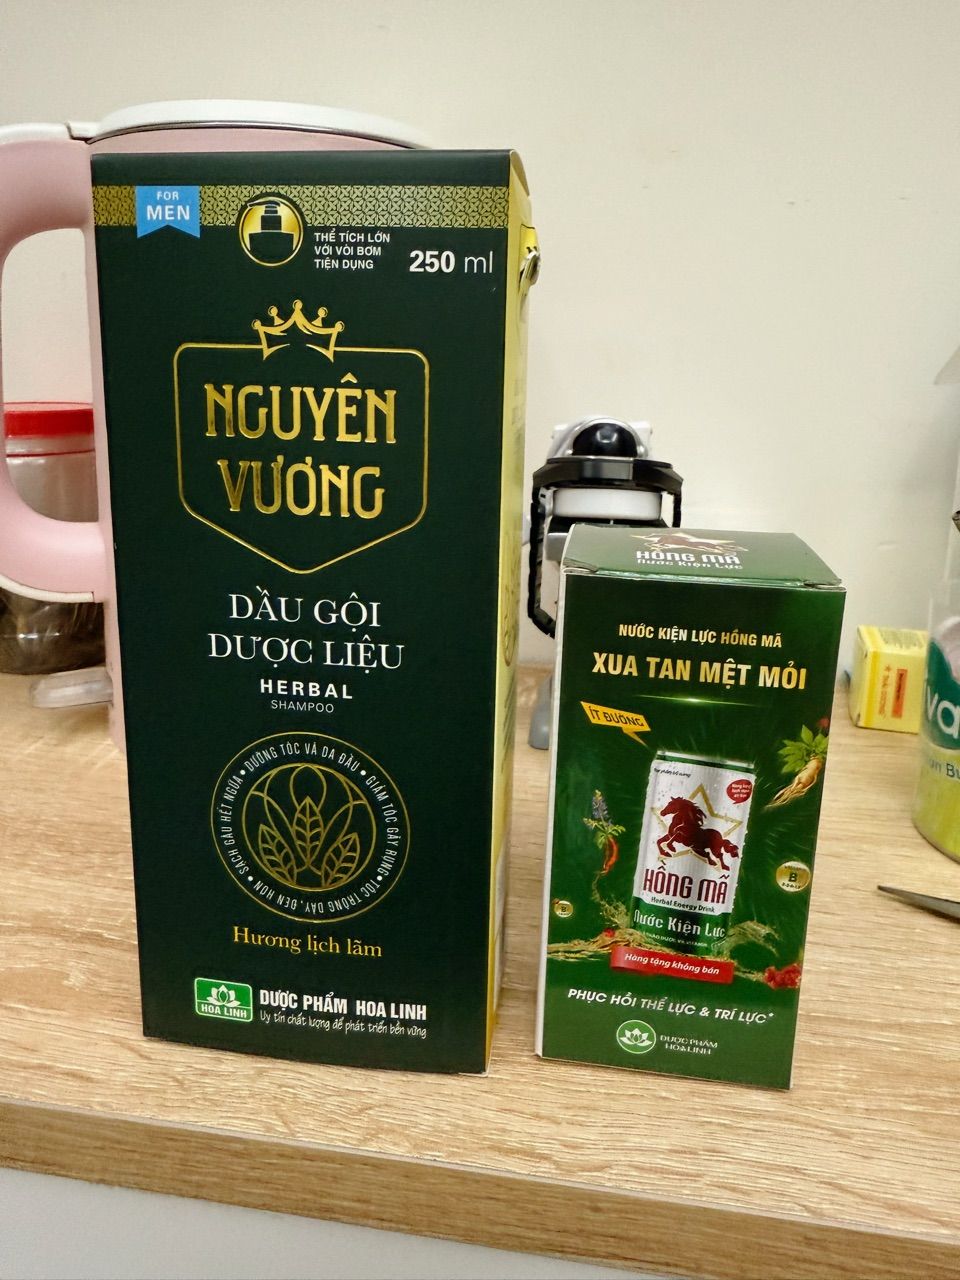 FOR
MEN
THỂ TÍCH LỚN
VỚI VÒI BƠM
TIỆN DỤNG
250 ml
NGUYÊN
VƯƠNG
DẦU GỘI
DƯỢC LIỆU
HERBAL
SHAMPOO
SẠCH GÀU HẾT NGỨA • DƯỠNG TÓC VÀ DA ĐẦU • GIẢM TÓC GÃY RỤNG • TÓC TRÔNG DÀY, ĐEN HƠN •
Hương lịch lãm
HOA LINH
DƯỢC PHẨM HOA LINH
Uy tín chất lượng để phát triển bền vững
HỒNG MÃ
Nước Kiện Lực
NƯỚC KIỆN LỰC HỒNG MÃ
XUA TAN MỆT MỎI
ÍT ĐƯỜNG
HỒNG MÃ
Herbal Energy Drink
Nước Kiện Lực
B
B
Hàng tặng không bán
PHỤC HỒI THỂ LỰC & TRÍ LỰC*
DƯỢC PHẨM
HOA LINH
va